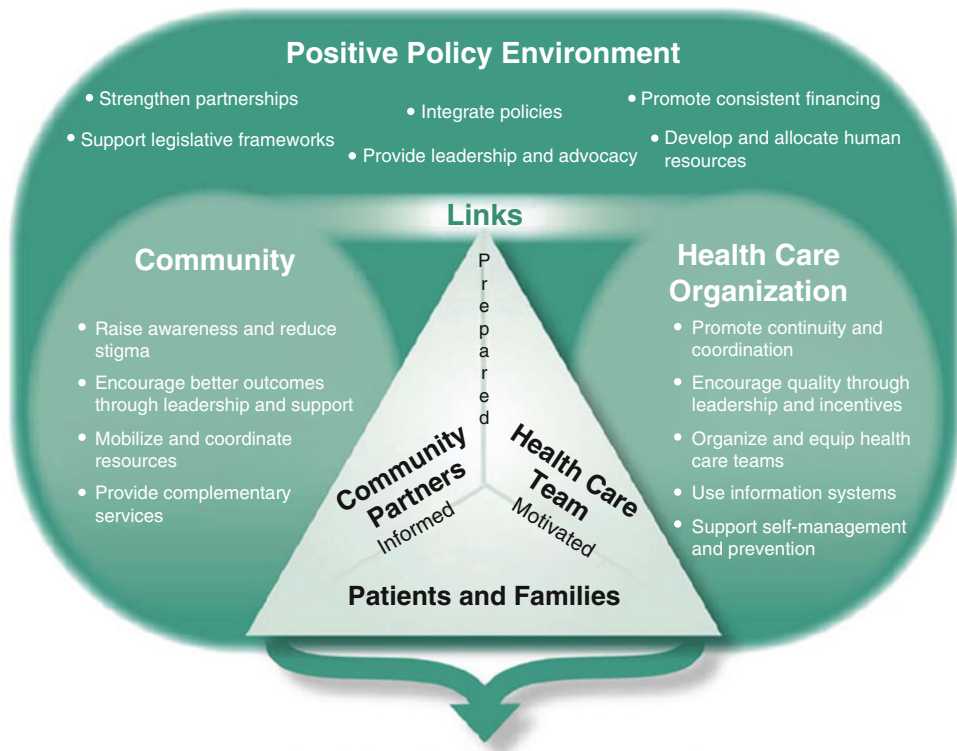 Positive Policy Environment
• Strengthen partnerships
• Support legislative frameworks
• Integrate policies
• Provide leadership and advocacy
• Promote consistent financing
• Develop and allocate human
resources
Links
Community
• Raise awareness and reduce
stigma
• Encourage better outcomes
through leadership and support
• Mobilize and coordinate
resources
• Provide complementary
services
Prepared
Community
Partners
Informed
Health Care
Team
Motivated
Patients and Families
Health Care
Organization
• Promote continuity and
coordination
• Encourage quality through
leadership and incentives
• Organize and equip health
care teams
• Use information systems
• Support self-management
and prevention